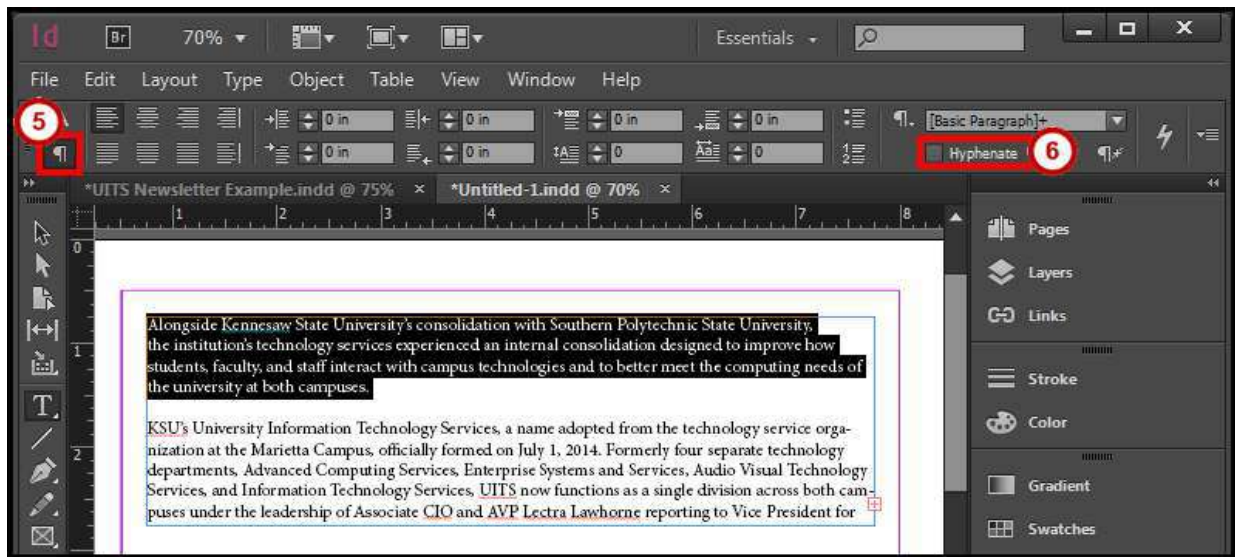 Id Br 70% Essentials
File Edit Layout Type Object Table View Window Help
5 0 in 0 in 0 in 0 in [Basic Paragraph]+
¶ 0 in 0 in 0 0 Hyphenate 6
*UITS Newsletter Example.indd @ 75% × *Untitled-1.indd @ 70% ×
1 2 3 4 5 6 7 8
0
1
2
Alongside Kennesaw State University's consolidation with Southern Polytechnic State University,
the institution's technology services experienced an internal consolidation designed to improve how
students, faculty, and staff interact with campus technologies and to better meet the computing needs of
the university at both campuses.
KSU's University Information Technology Services, a name adopted from the technology service orga-
nization at the Marietta Campus, officially formed on July 1, 2014. Formerly four separate technology
departments, Advanced Computing Services, Enterprise Systems and Services, Audio Visual Technology
Services, and Information Technology Services, UITS now functions as a single division across both cam-
puses under the leadership of Associate CIO and AVP Lectra Lawhorne reporting to Vice President for
Pages
Layers
Links
Stroke
Color
Gradient
Swatches